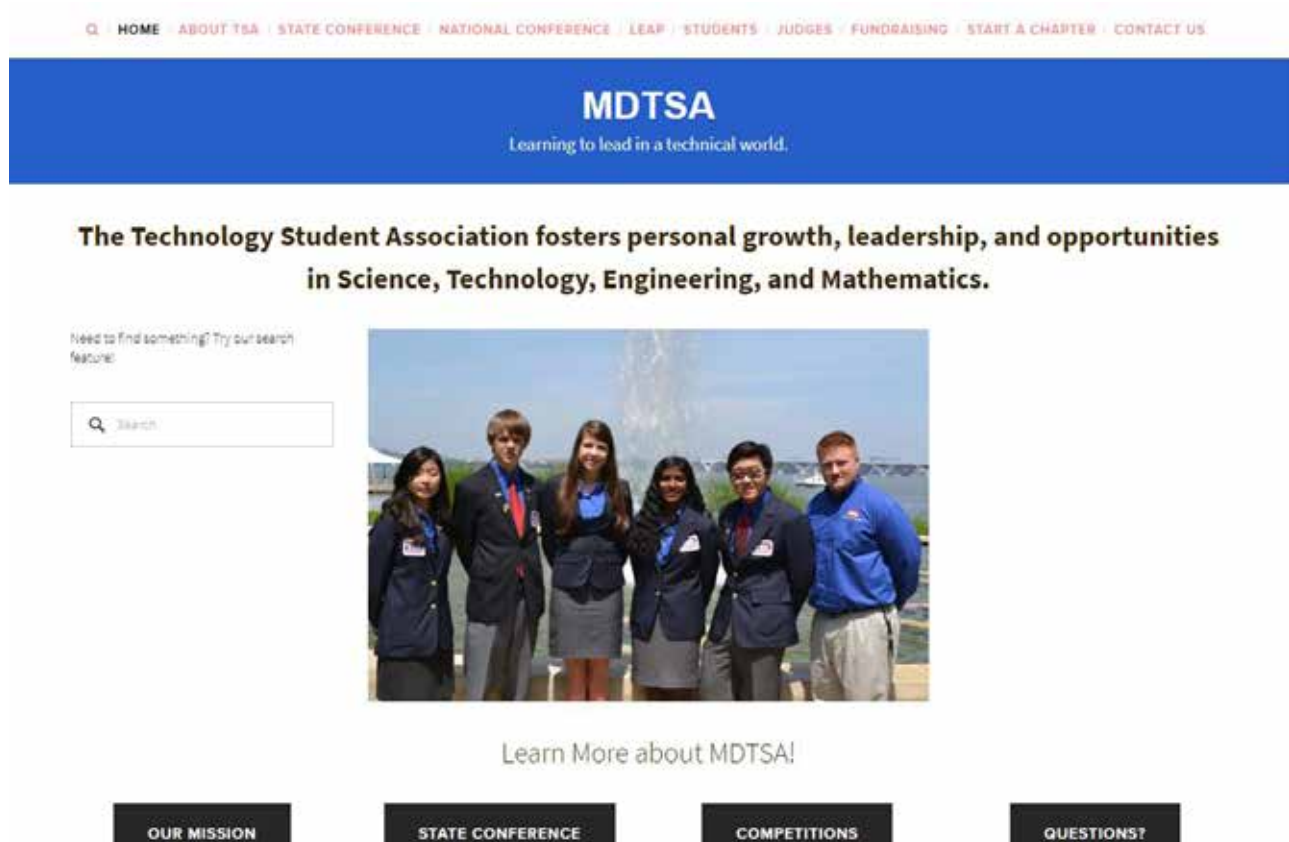 HOME / ABOUT TSA / STATE CONFERENCE / NATIONAL CONFERENCE / LEAP / STUDENTS / JUDGES / FUNDRAISING / START A CHAPTER / CONTACT US
MDTSA
Learning to lead in a technical world.
The Technology Student Association fosters personal growth, leadership, and opportunities
in Science, Technology, Engineering, and Mathematics.
Need to find something? Try our search
feature!
Search
Learn More about MDTSA!
OUR MISSION
STATE CONFERENCE
COMPETITIONS
QUESTIONS?